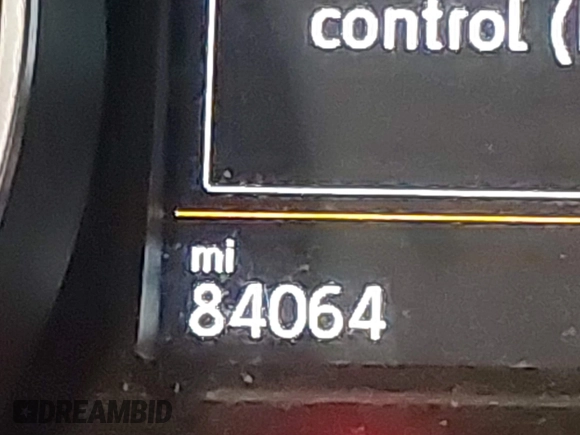 control (
mi
84064
DREAMBID